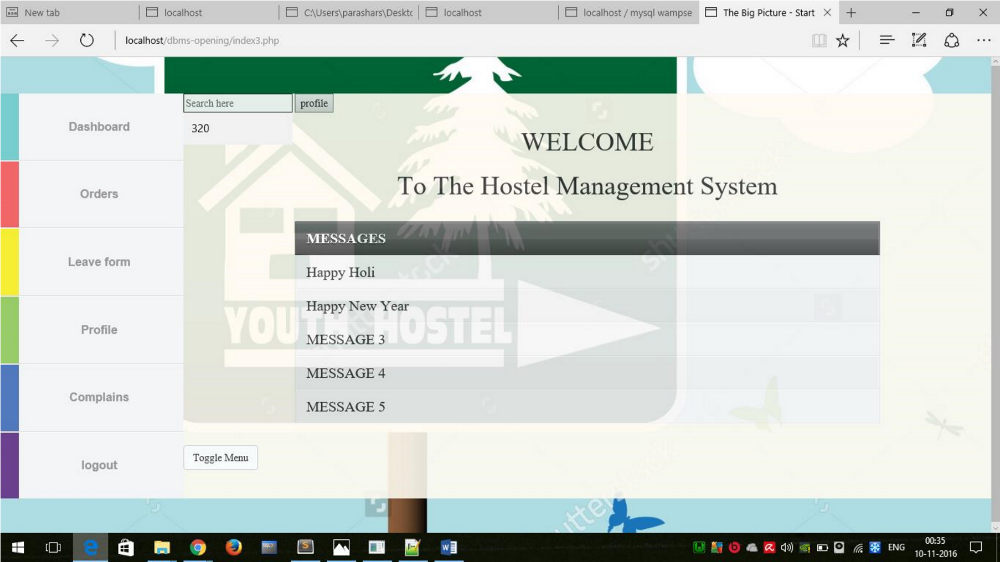 New tab
localhost
C:\Users\parashars\Deskto
localhost
localhost / mysql wampse
The Big Picture - Start
localhost/dbms-opening/index3.php
Search here
profile
320
Dashboard
Orders
Leave form
Profile
Complains
logout
WELCOME
To The Hostel Management System
MESSAGES
Happy Holi
Happy New Year
MESSAGE 3
MESSAGE 4
MESSAGE 5
YOUTH HOSTEL
Toggle Menu
ENG
00:35
10-11-2016